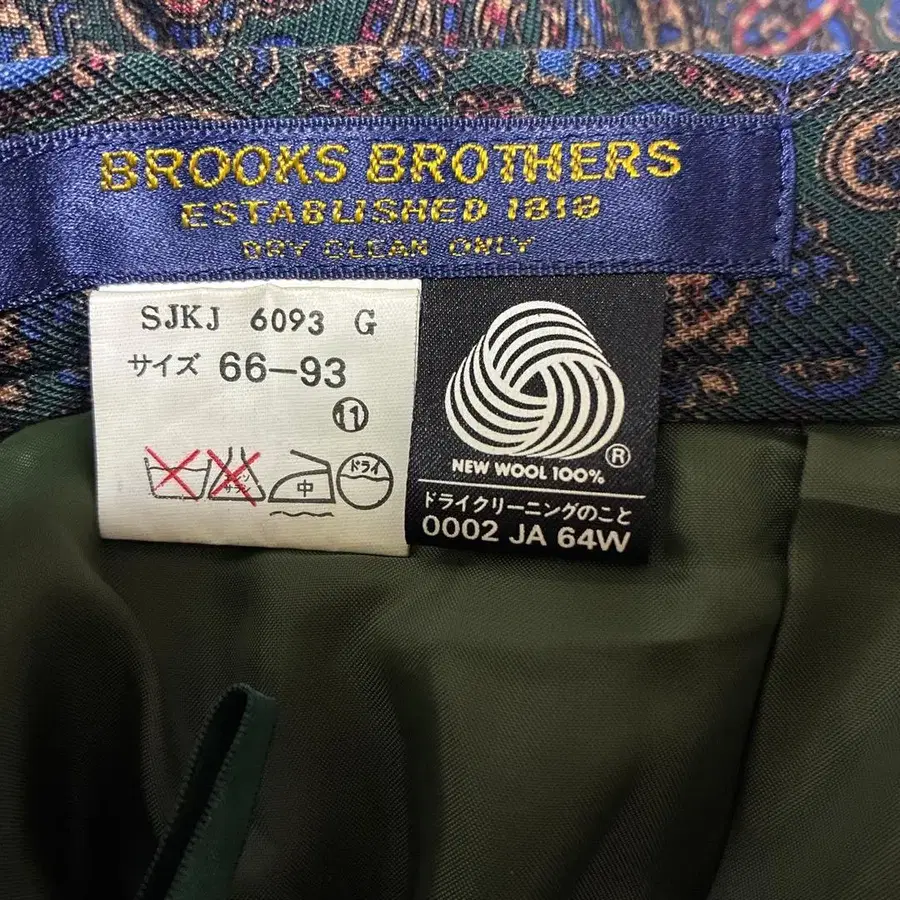 BROOKS BROTHERS
ESTABLISHED 1818
DRY CLEAN ONLY
SJKJ 6093 G
サイズ 66-93
11
中
ドライ
NEW WOOL 100%
®
ドライクリーニングのこと
0002 JA 64W